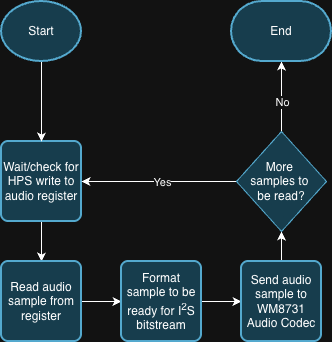 Start
End
No
Wait/check for
HPS write to
audio register
Yes
More
samples to
be read?
Read audio
sample from
register
Format
sample to be
ready for I²S
bitstream
Send audio
sample to
WM8731
Audio Codec